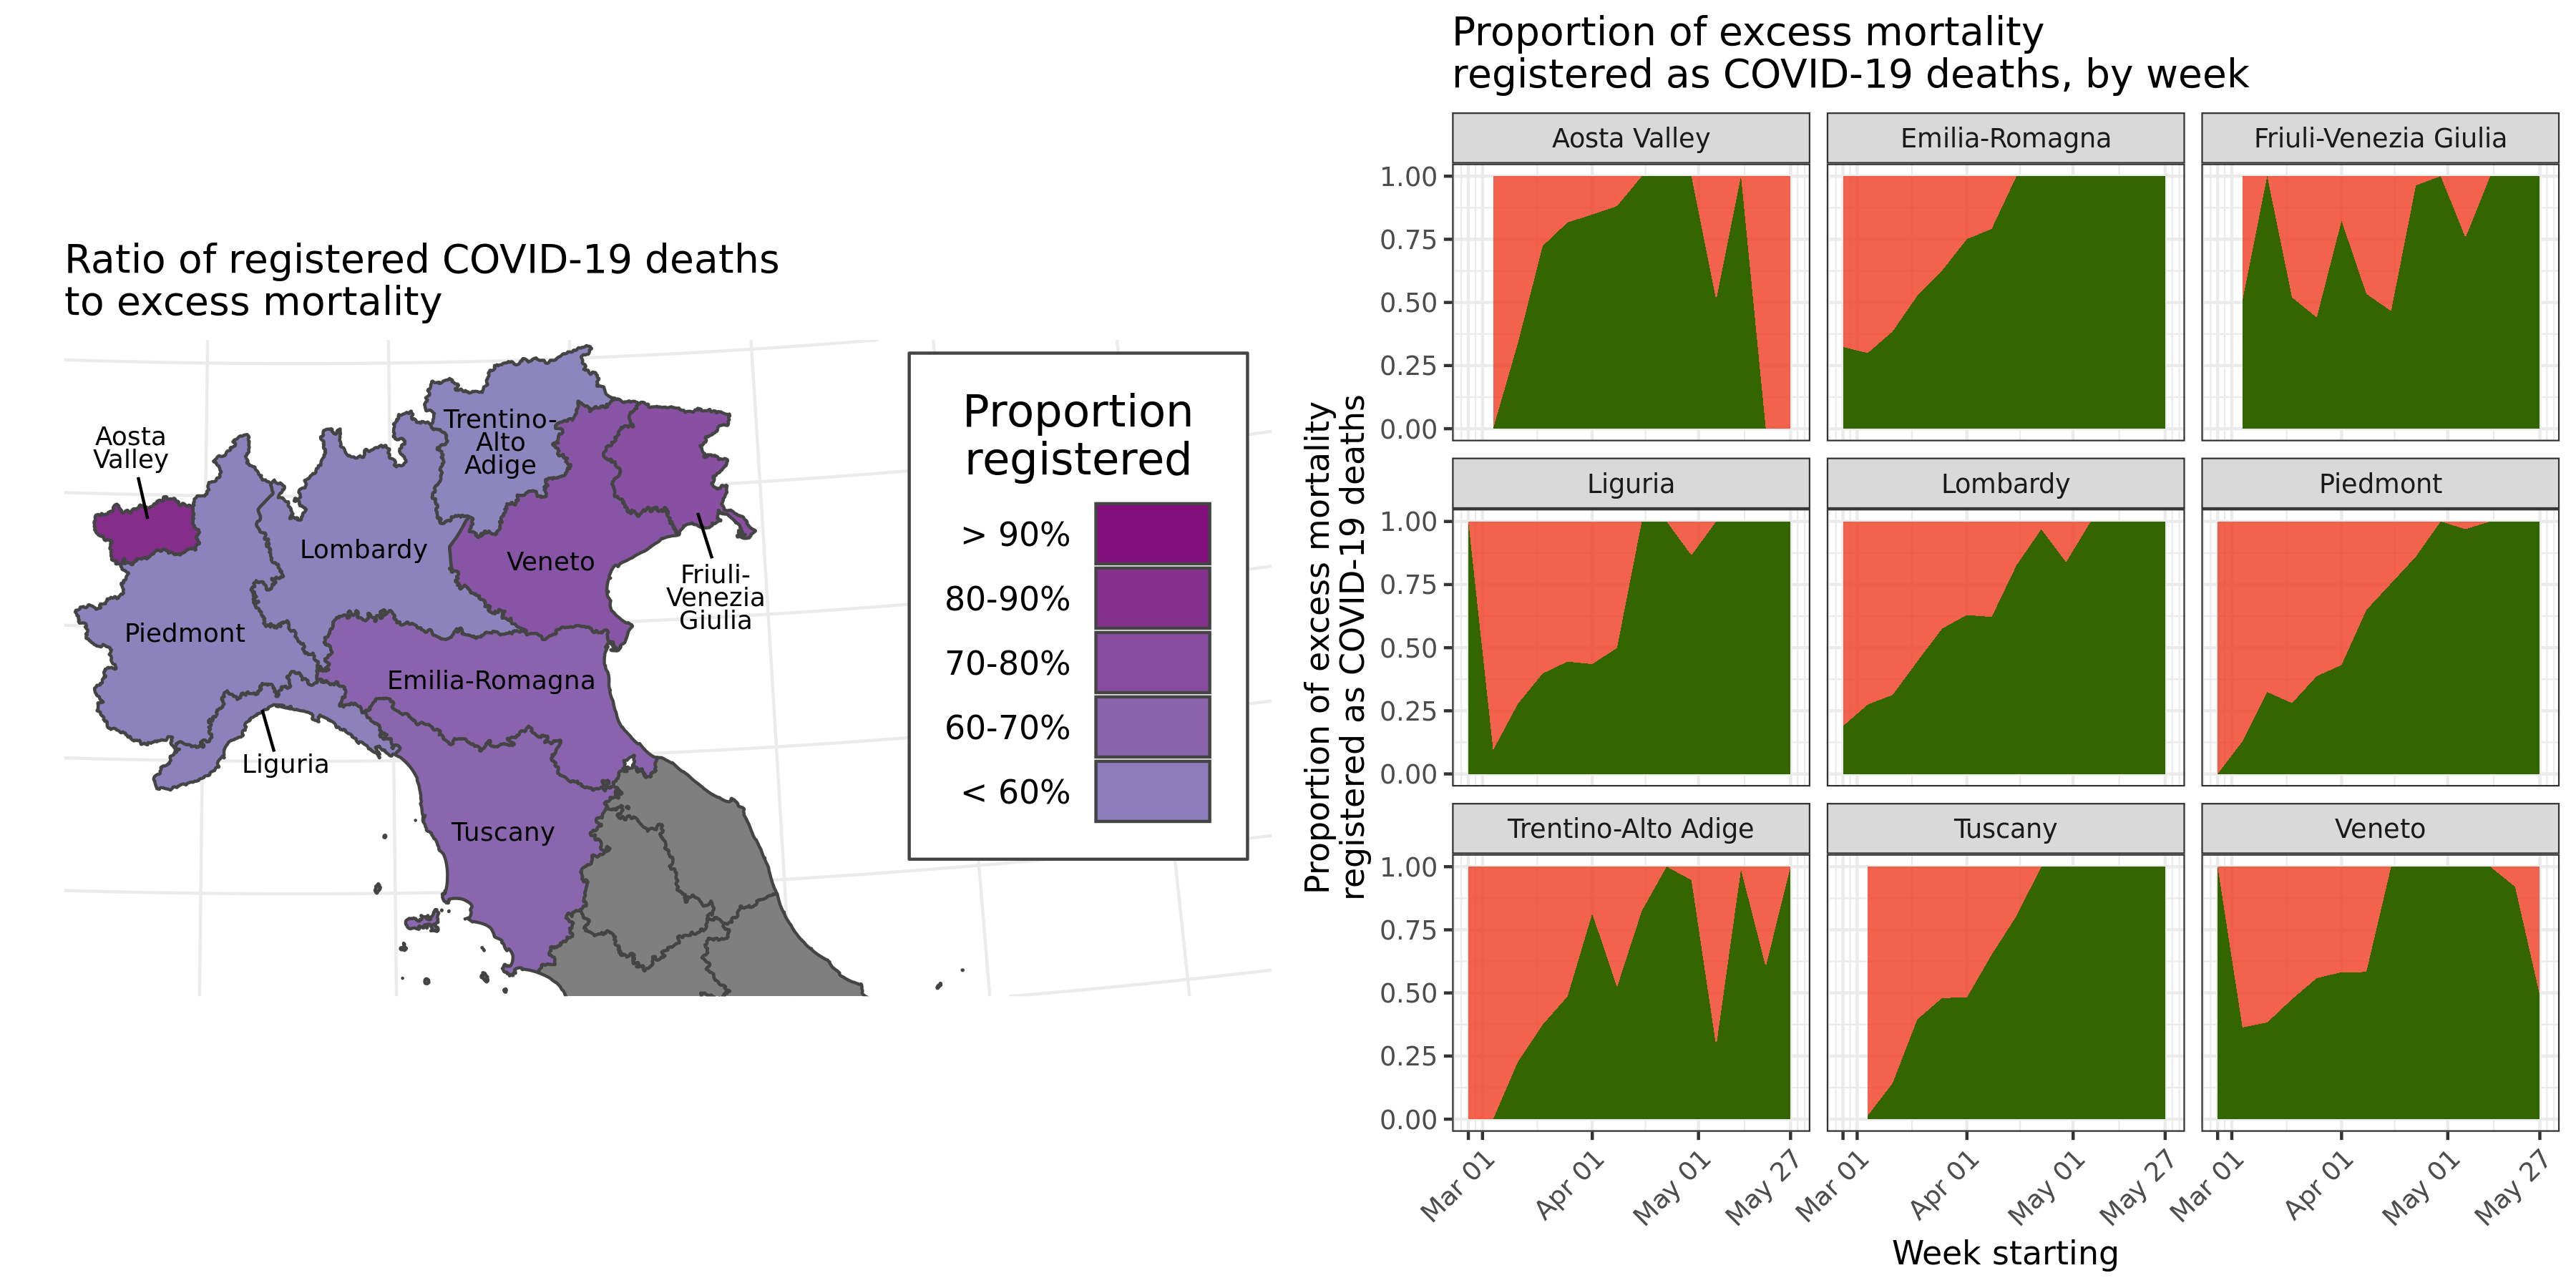 Ratio of registered COVID-19 deaths
to excess mortality
Aosta
Valley
Trentino-
Alto
Adige
Lombardy
Veneto
Friuli-
Venezia
Giulia
Piedmont
Emilia-Romagna
Liguria
Tuscany
Proportion
registered
> 90%
80-90%
70-80%
60-70%
< 60%
Proportion of excess mortality
registered as COVID-19 deaths, by week
Proportion of excess mortality
registered as COVID-19 deaths
Aosta Valley
Emilia-Romagna
Friuli-Venezia Giulia
1.00
0.75
0.50
0.25
0.00
Liguria
Lombardy
Piedmont
1.00
0.75
0.50
0.25
0.00
Trentino-Alto Adige
Tuscany
Veneto
1.00
0.75
0.50
0.25
0.00
Mar 01
Apr 01
May 01
May 27
Mar 01
Apr 01
May 01
May 27
Mar 01
Apr 01
May 01
May 27
Week starting